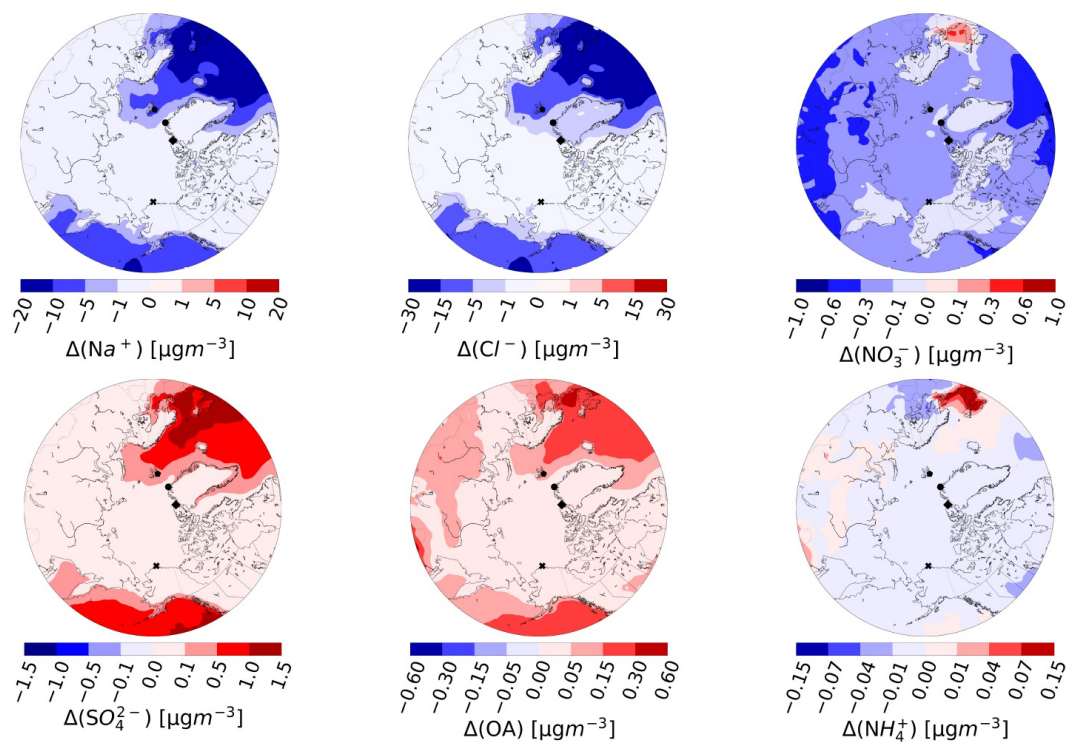 −20 −10 −5 −1 0 1 5 10 20
Δ(Na⁺) [μgm⁻³]
−30 −15 −5 −1 0 1 5 15 30
Δ(Cl⁻) [μgm⁻³]
−1.0 −0.6 −0.3 −0.1 0.0 0.1 0.3 0.6 1.0
Δ(NO₃⁻) [μgm⁻³]
−1.5 −1.0 −0.5 −0.1 0.0 0.1 0.5 1.0 1.5
Δ(SO₄²⁻) [μgm⁻³]
−0.60 −0.30 −0.15 −0.05 0.00 0.05 0.15 0.30 0.60
Δ(OA) [μgm⁻³]
−0.15 −0.07 −0.04 −0.01 0.00 0.01 0.04 0.07 0.15
Δ(NH₄⁺) [μgm⁻³]